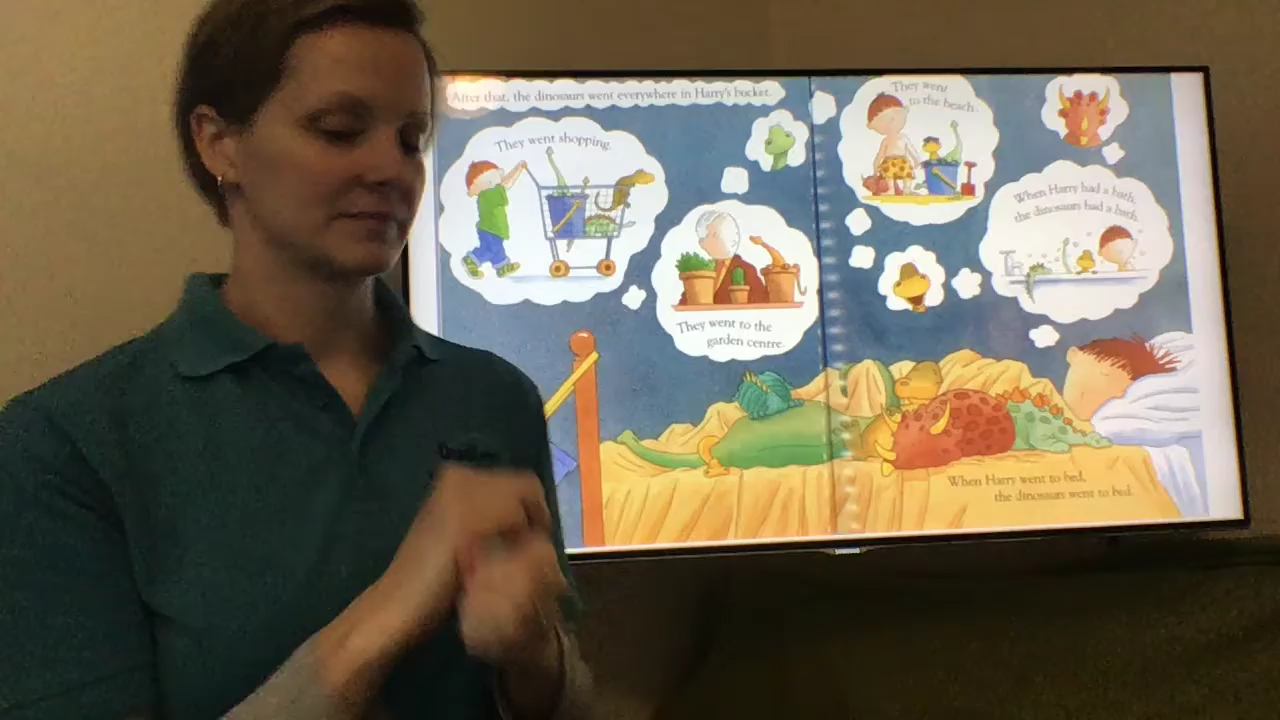 After that, the dinosaurs went everywhere in Harry's bucket.
They went shopping.
They went to the
garden centre.
They went
to the beach.
When Harry had a bath,
the dinosaurs had a bath.
When Harry went to bed,
the dinosaurs went to bed.